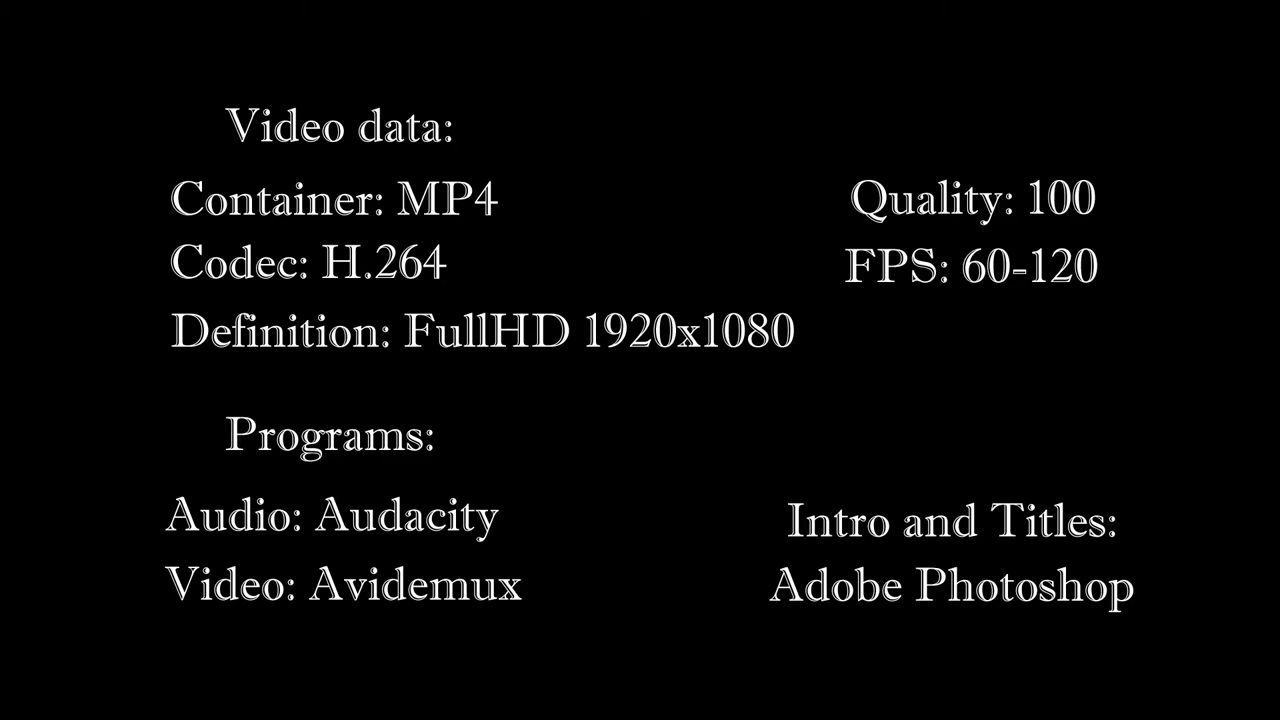 Video data:
Container: MP4
Quality: 100
Codec: H.264
FPS: 60-120
Definition: FullHD 1920x1080
Programs:
Audio: Audacity
Intro and Titles:
Video: Avidemux
Adobe Photoshop